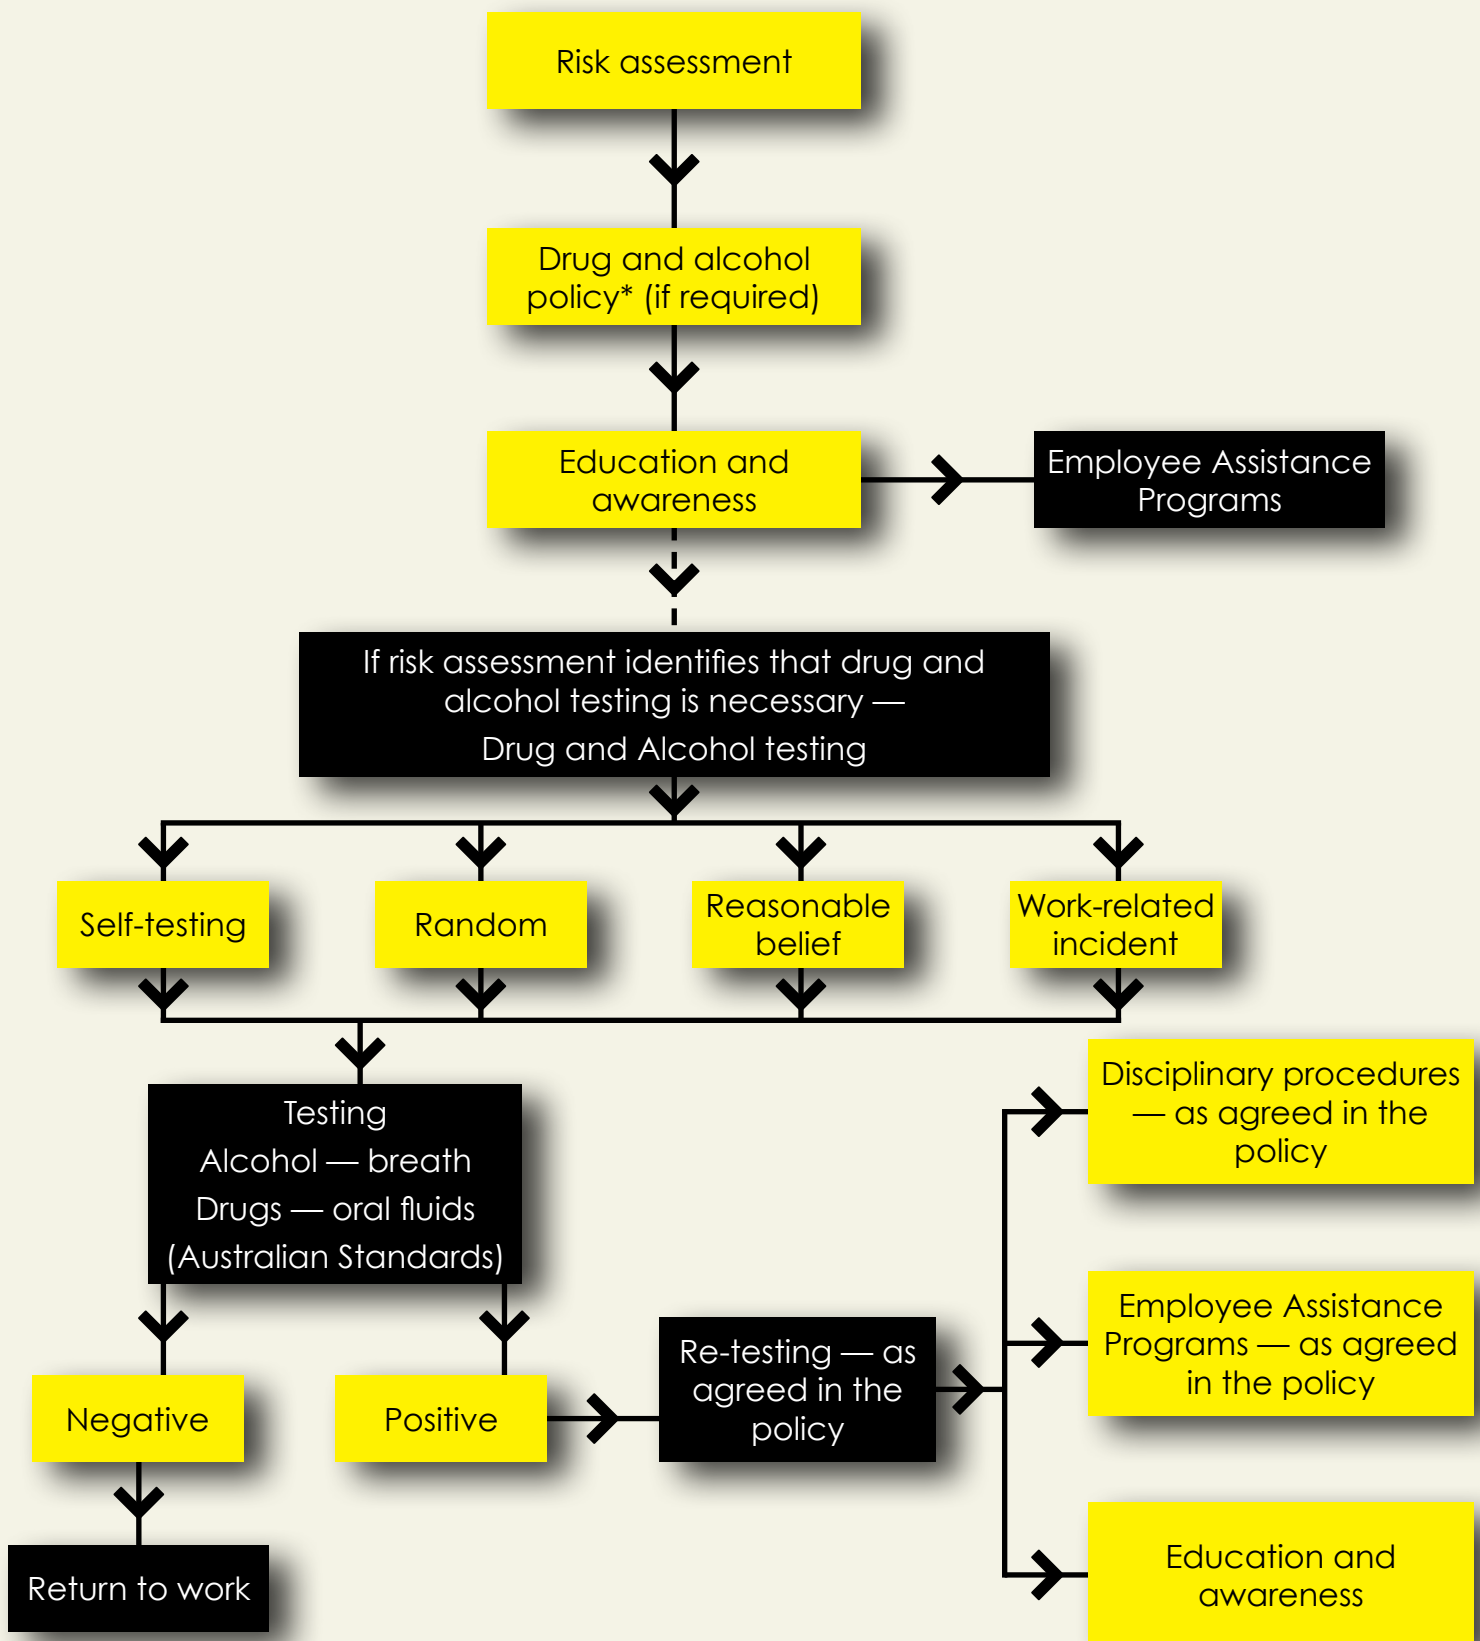 Risk assessment
Drug and alcohol
policy* (if required)
Education and
awareness
Employee Assistance
Programs
If risk assessment identifies that drug and
alcohol testing is necessary —
Drug and Alcohol testing
Self-testing
Random
Reasonable
belief
Work-related
incident
Testing
Alcohol — breath
Drugs — oral fluids
(Australian Standards)
Negative
Positive
Return to work
Re-testing — as
agreed in the
policy
Disciplinary procedures
— as agreed in the
policy
Employee Assistance
Programs — as agreed
in the policy
Education and
awareness